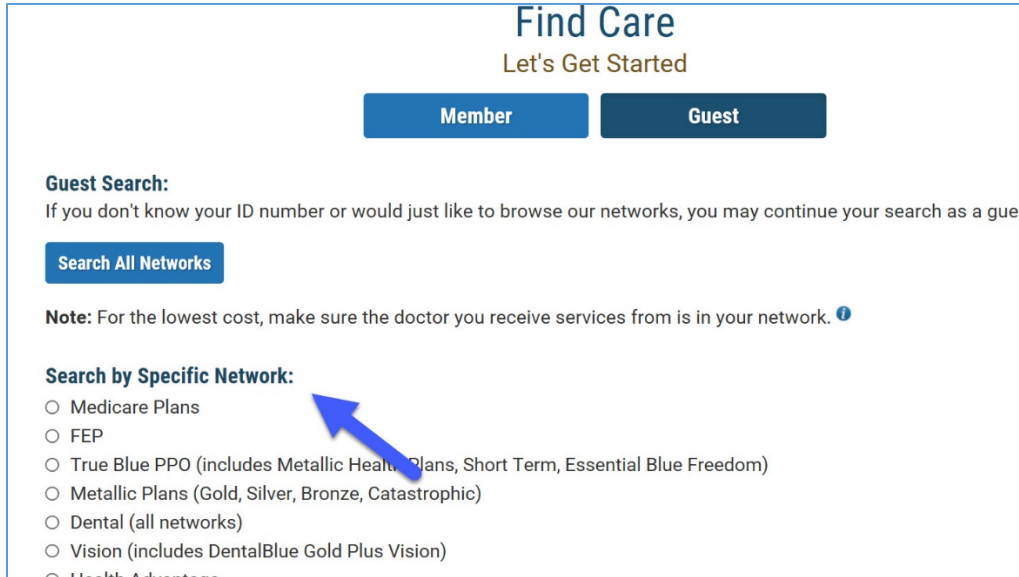 Find Care
Let's Get Started
Member
Guest
Guest Search:
If you don't know your ID number or would just like to browse our networks, you may continue your search as a gue
Search All Networks
Note: For the lowest cost, make sure the doctor you receive services from is in your network.
Search by Specific Network:
Medicare Plans
FEP
True Blue PPO (includes Metallic Health Plans, Short Term, Essential Blue Freedom)
Metallic Plans (Gold, Silver, Bronze, Catastrophic)
Dental (all networks)
Vision (includes DentalBlue Gold Plus Vision)
Health Advantage